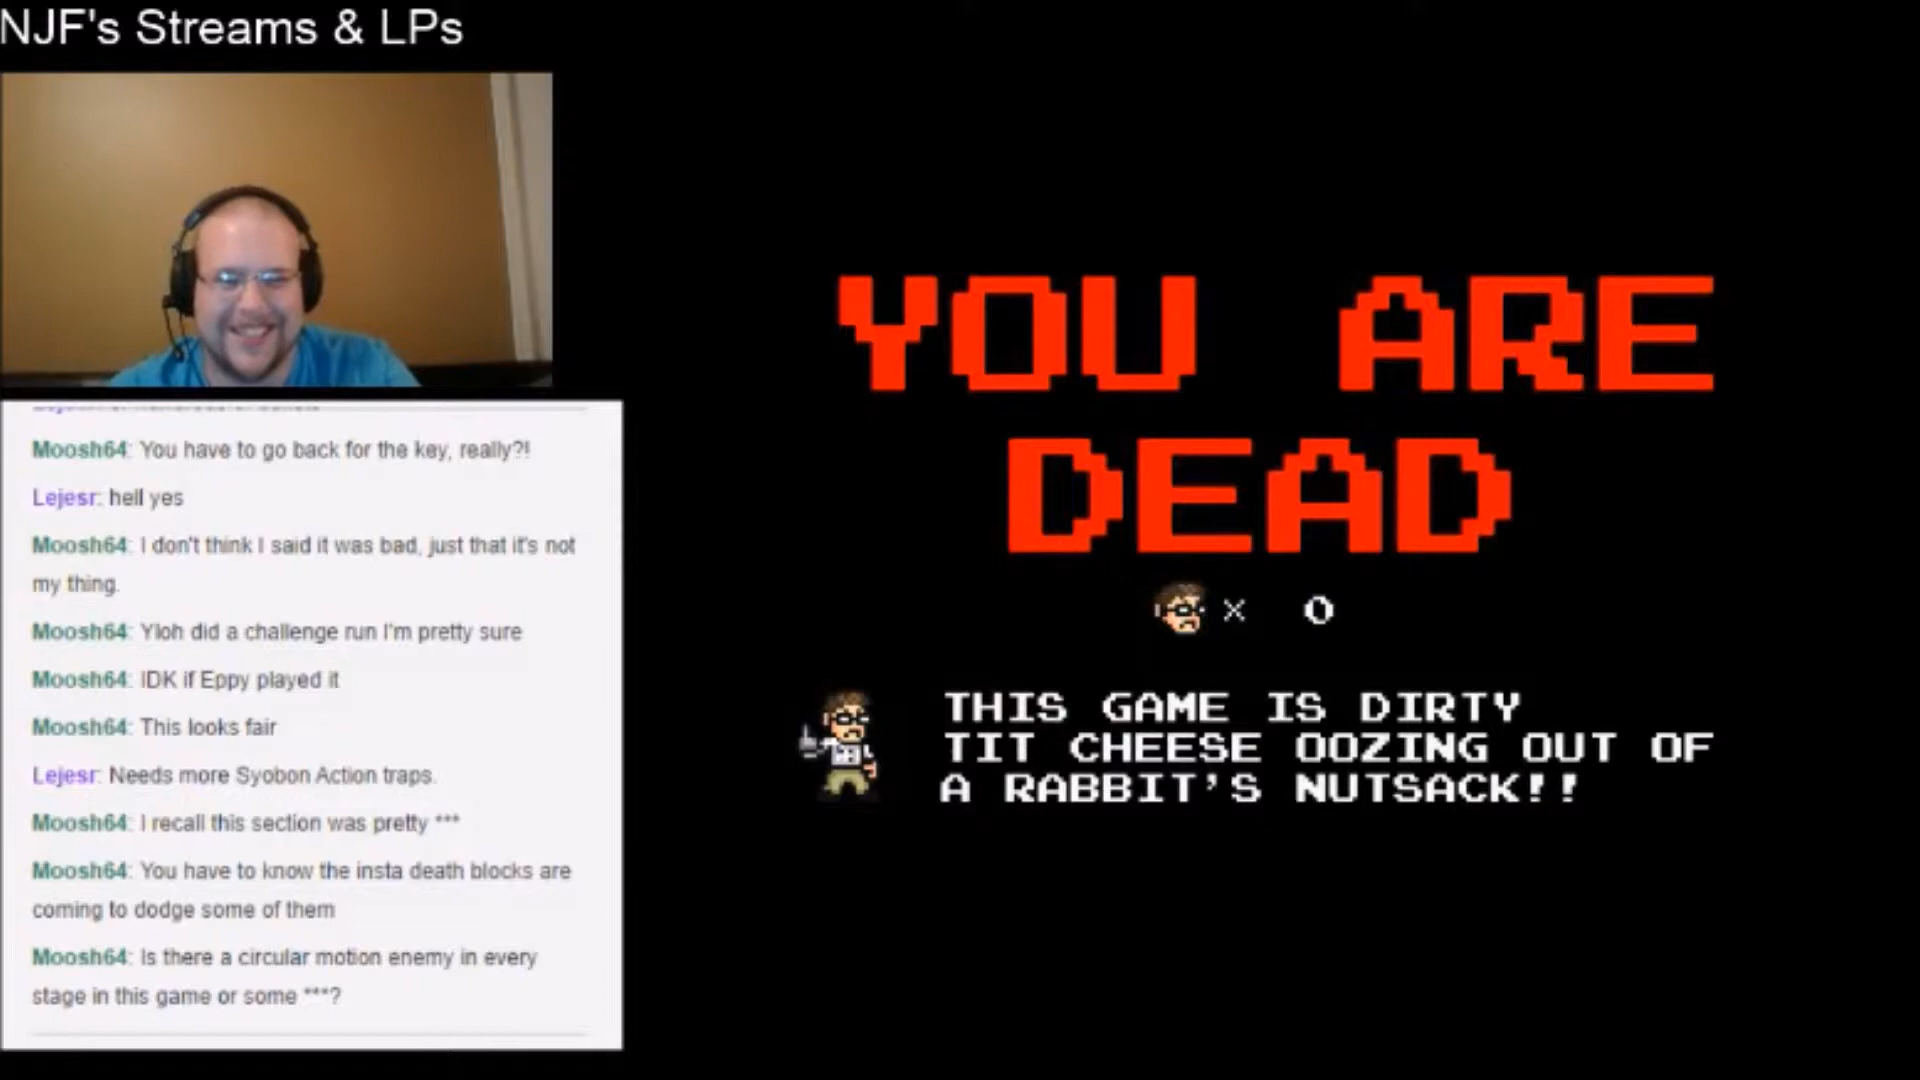 NJF's Streams & LPs
Moosh64: You have to go back for the key, really?!
Lejesr: hell yes
Moosh64: I don't think I said it was bad, just that it's not
my thing.
Moosh64: Yloh did a challenge run I'm pretty sure
Moosh64: IDK if Eppy played it
Moosh64: This looks fair
Lejesr: Needs more Syobon Action traps.
Moosh64: I recall this section was pretty ***
Moosh64: You have to know the insta death blocks are
coming to dodge some of them
Moosh64: Is there a circular motion enemy in every
stage in this game or some ***?
YOU ARE
DEAD
× 0
THIS GAME IS DIRTY
TIT CHEESE OOZING OUT OF
A RABBIT'S NUTSACK!!